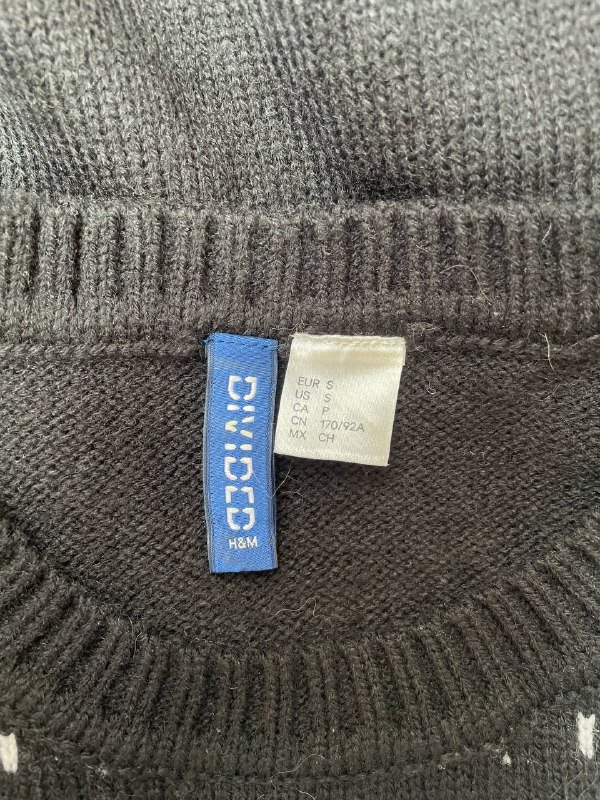 DIVIDED
H&M
EUR S
US S
CA P
CN 170/92A
MX CH